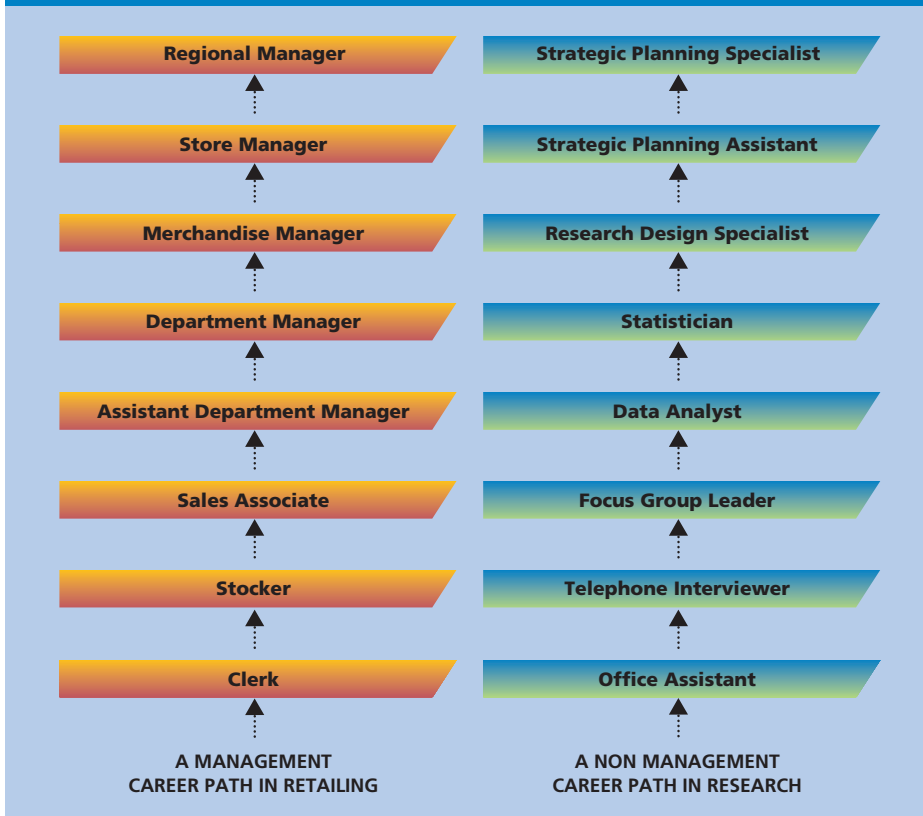 Regional Manager
Store Manager
Merchandise Manager
Department Manager
Assistant Department Manager
Sales Associate
Stocker
Clerk
A MANAGEMENT
CAREER PATH IN RETAILING
Strategic Planning Specialist
Strategic Planning Assistant
Research Design Specialist
Statistician
Data Analyst
Focus Group Leader
Telephone Interviewer
Office Assistant
A NON MANAGEMENT
CAREER PATH IN RESEARCH